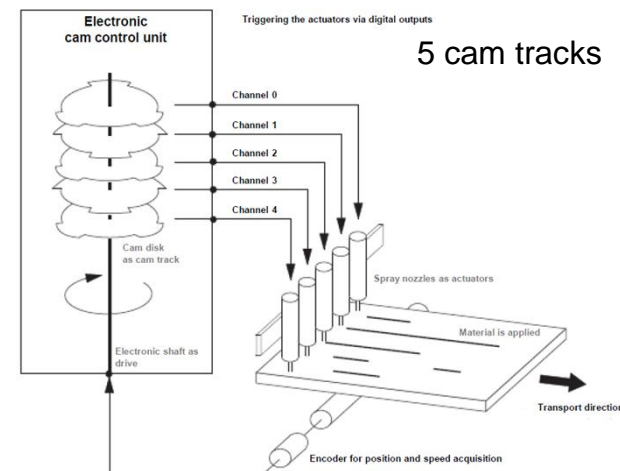 Electronic
cam control unit
Triggering the actuators via digital outputs
5 cam tracks
Channel 0
Channel 1
Channel 2
Channel 3
Channel 4
Cam disk
as cam track
Spray nozzles as actuators
Material is applied
Electronic shaft as
drive
Transport direction
Encoder for position and speed acquisition